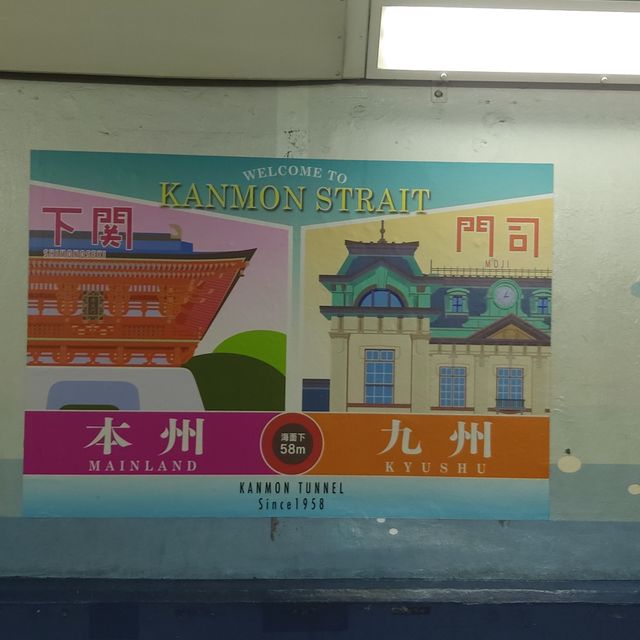 WELCOME TO
KANMON STRAIT
下関
SHIMONOSEKI
門司
MOJI
本州
MAINLAND
海面下
58m
九州
KYUSHU
KANMON TUNNEL
Since1958